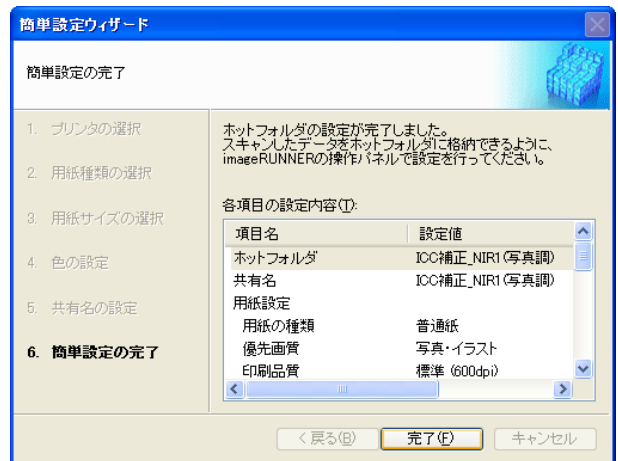 簡単設定ウィザード
簡単設定の完了
1. プリンタの選択
2. 用紙種類の選択
3. 用紙サイズの選択
4. 色の設定
5. 共有名の設定
6. 簡単設定の完了
ホットフォルダの設定が完了しました。
スキャンしたデータをホットフォルダに格納できるように、
imageRUNNERの操作パネルで設定を行ってください。
各項目の設定内容(T):
項目名 設定値
ホットフォルダ ICC補正_NIR1(写真調)
共有名 ICC補正_NIR1(写真調)
用紙設定
用紙の種類 普通紙
優先画質 写真・イラスト
印刷品質 標準 (600dpi)
< 戻る(B) 完了(F) キャンセル